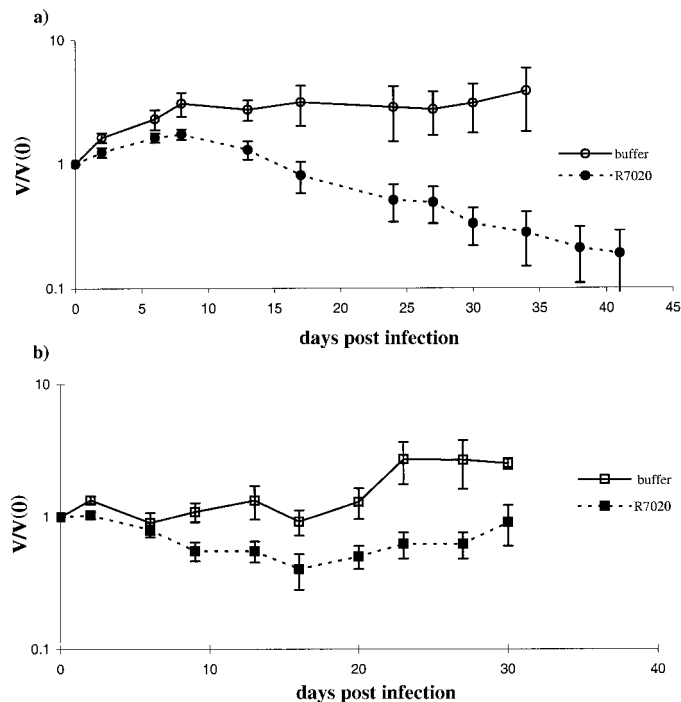 a)
10
1
0.1
V/V(0)
buffer
R7020
0 5 10 15 20 25 30 35 40 45
days post infection
b)
10
1
0.1
V/V(0)
buffer
R7020
0 10 20 30 40
days post infection